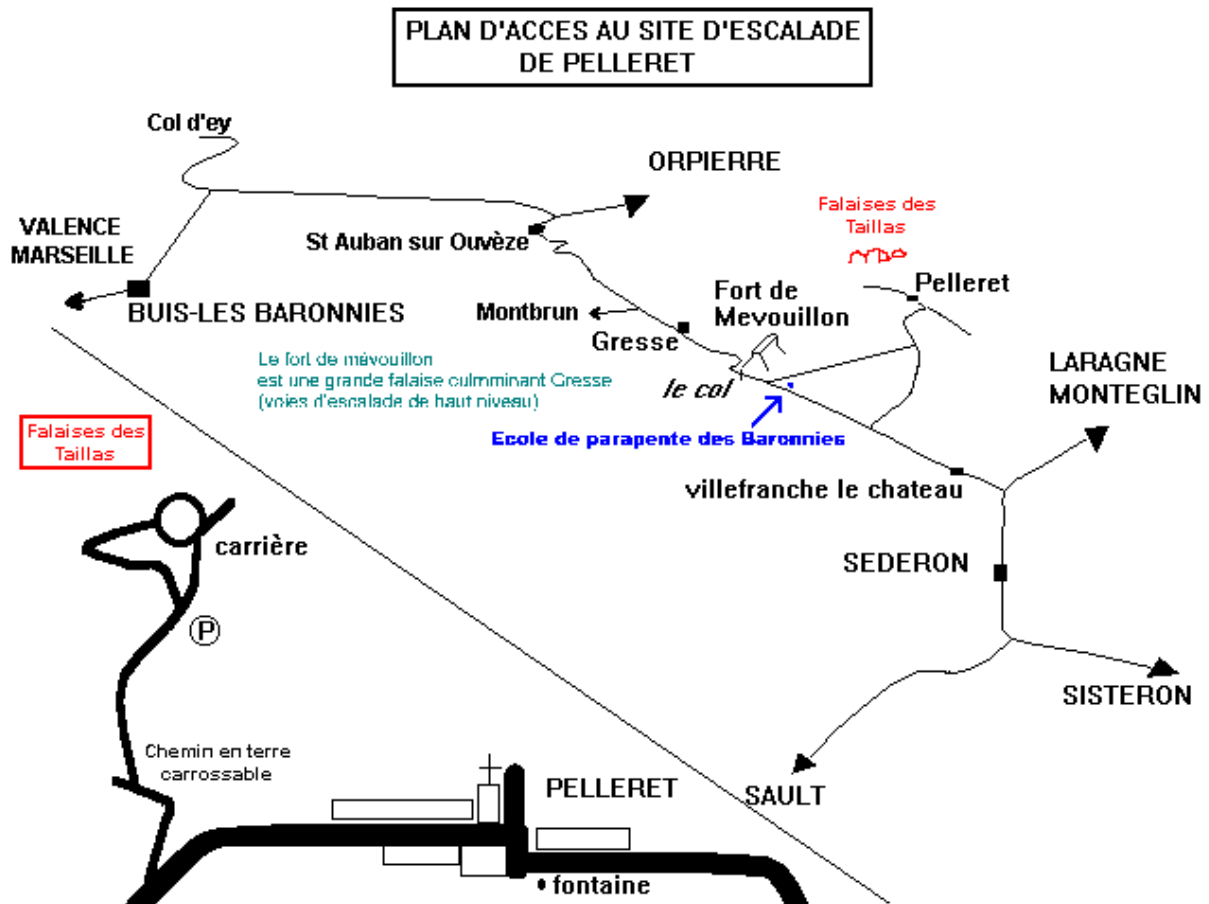 PLAN D'ACCES AU SITE D'ESCALADE
DE PELLERET
Col d'ey
ORPIERRE
VALENCE
MARSEILLE
St Auban sur Ouvèze
Falaises des
Taillas
BUIS-LES BARONNIES
Montbrun
Gresse
Fort de
Mevouillon
Pelleret
Le fort de mévouillon
est une grande falaise culmminant Gresse
(voies d'escalade de haut niveau)
le col
LARAGNE
MONTEGLIN
Ecole de parapente des Baronnies
Falaises des
Taillas
villefranche le chateau
carrière
SEDERON
P
SISTERON
Chemin en terre
carrossable
PELLERET
SAULT
fontaine